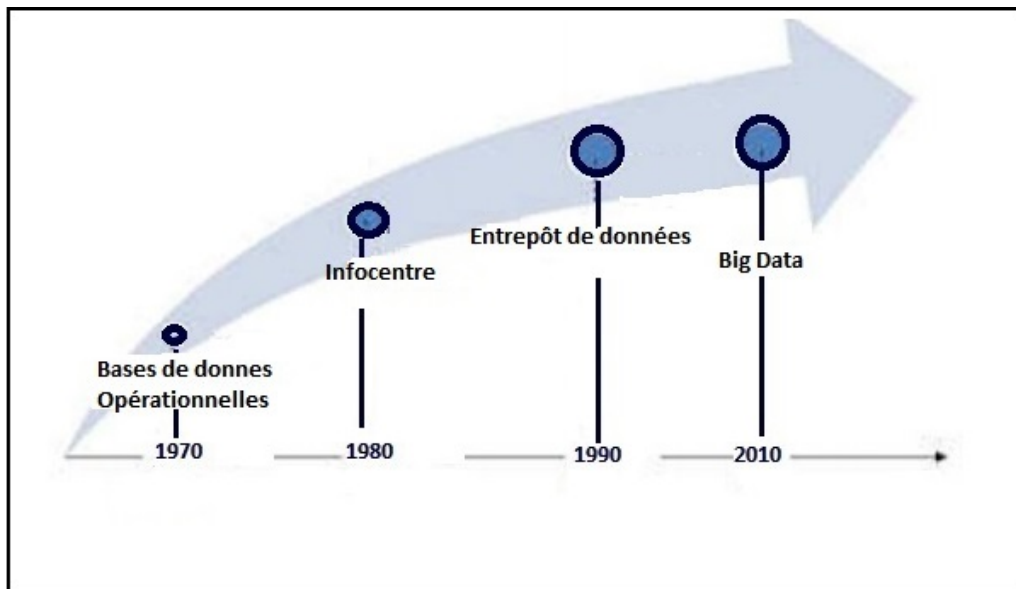 Entrepôt de données
Big Data
Infocentre
Bases de donnes
Opérationnelles
1970
1980
1990
2010